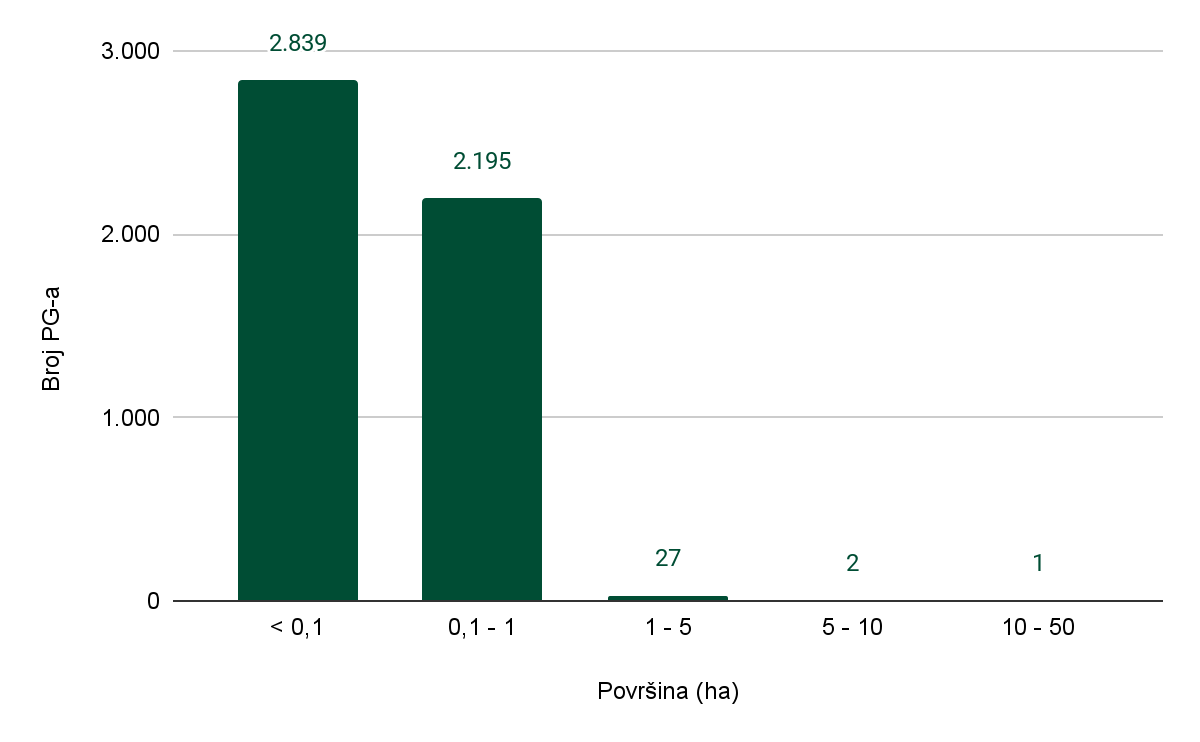 Broj PG-a
3.000
2.000
1.000
0
2.839
2.195
27
2
1
< 0,1
0,1 - 1
1 - 5
5 - 10
10 - 50
Površina (ha)